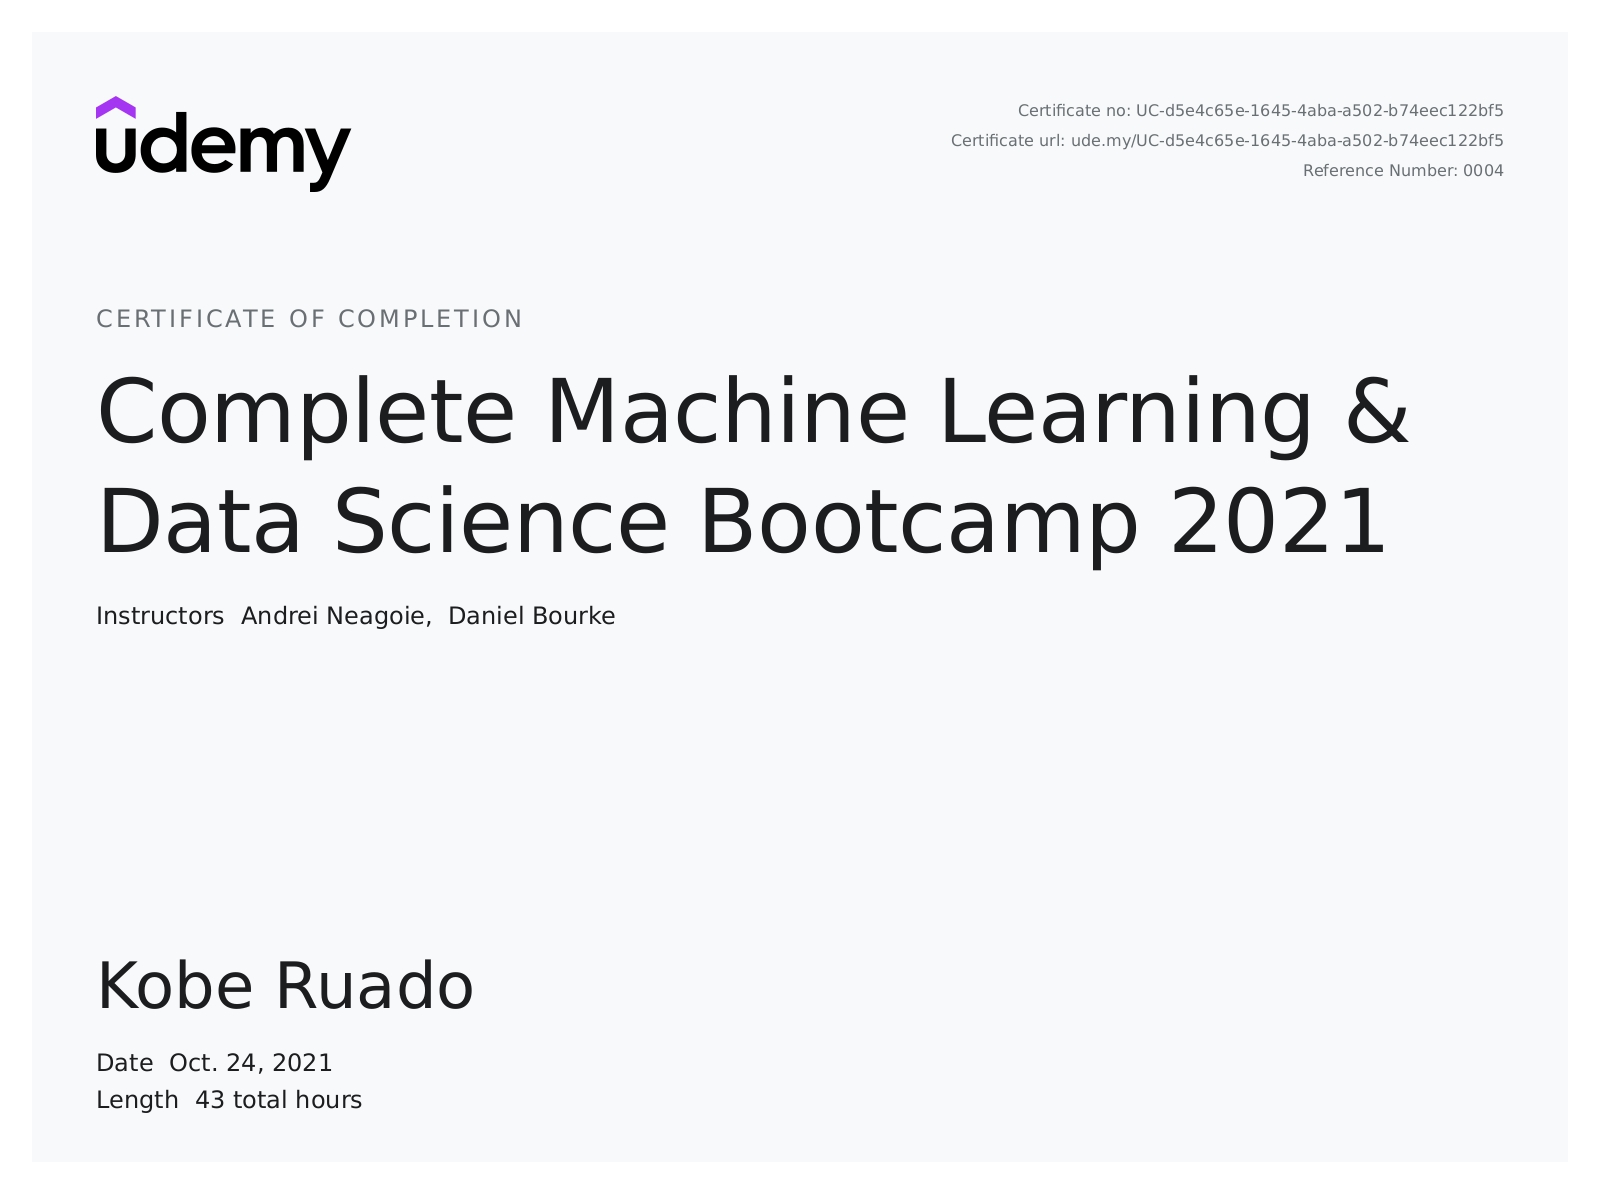 udemy
Certificate no: UC-d5e4c65e-1645-4aba-a502-b74eec122bf5
Certificate url: ude.my/UC-d5e4c65e-1645-4aba-a502-b74eec122bf5
Reference Number: 0004
CERTIFICATE OF COMPLETION
Complete Machine Learning &
Data Science Bootcamp 2021
Instructors Andrei Neagoie, Daniel Bourke
Kobe Ruado
Date Oct. 24, 2021
Length 43 total hours